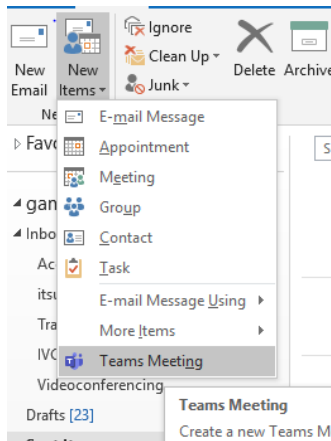 New Email
New Items
Ignore
Clean Up
Junk
Delete
Archive
Ne
E-mail Message
Appointment
Meeting
Group
Contact
Task
E-mail Message Using
More Items
Teams Meeting
Favo
gan
Inbo
Ac
itsu
Tra
IVC
Videoconferencing
Drafts [23]
S
Teams Meeting
Create a new Teams M